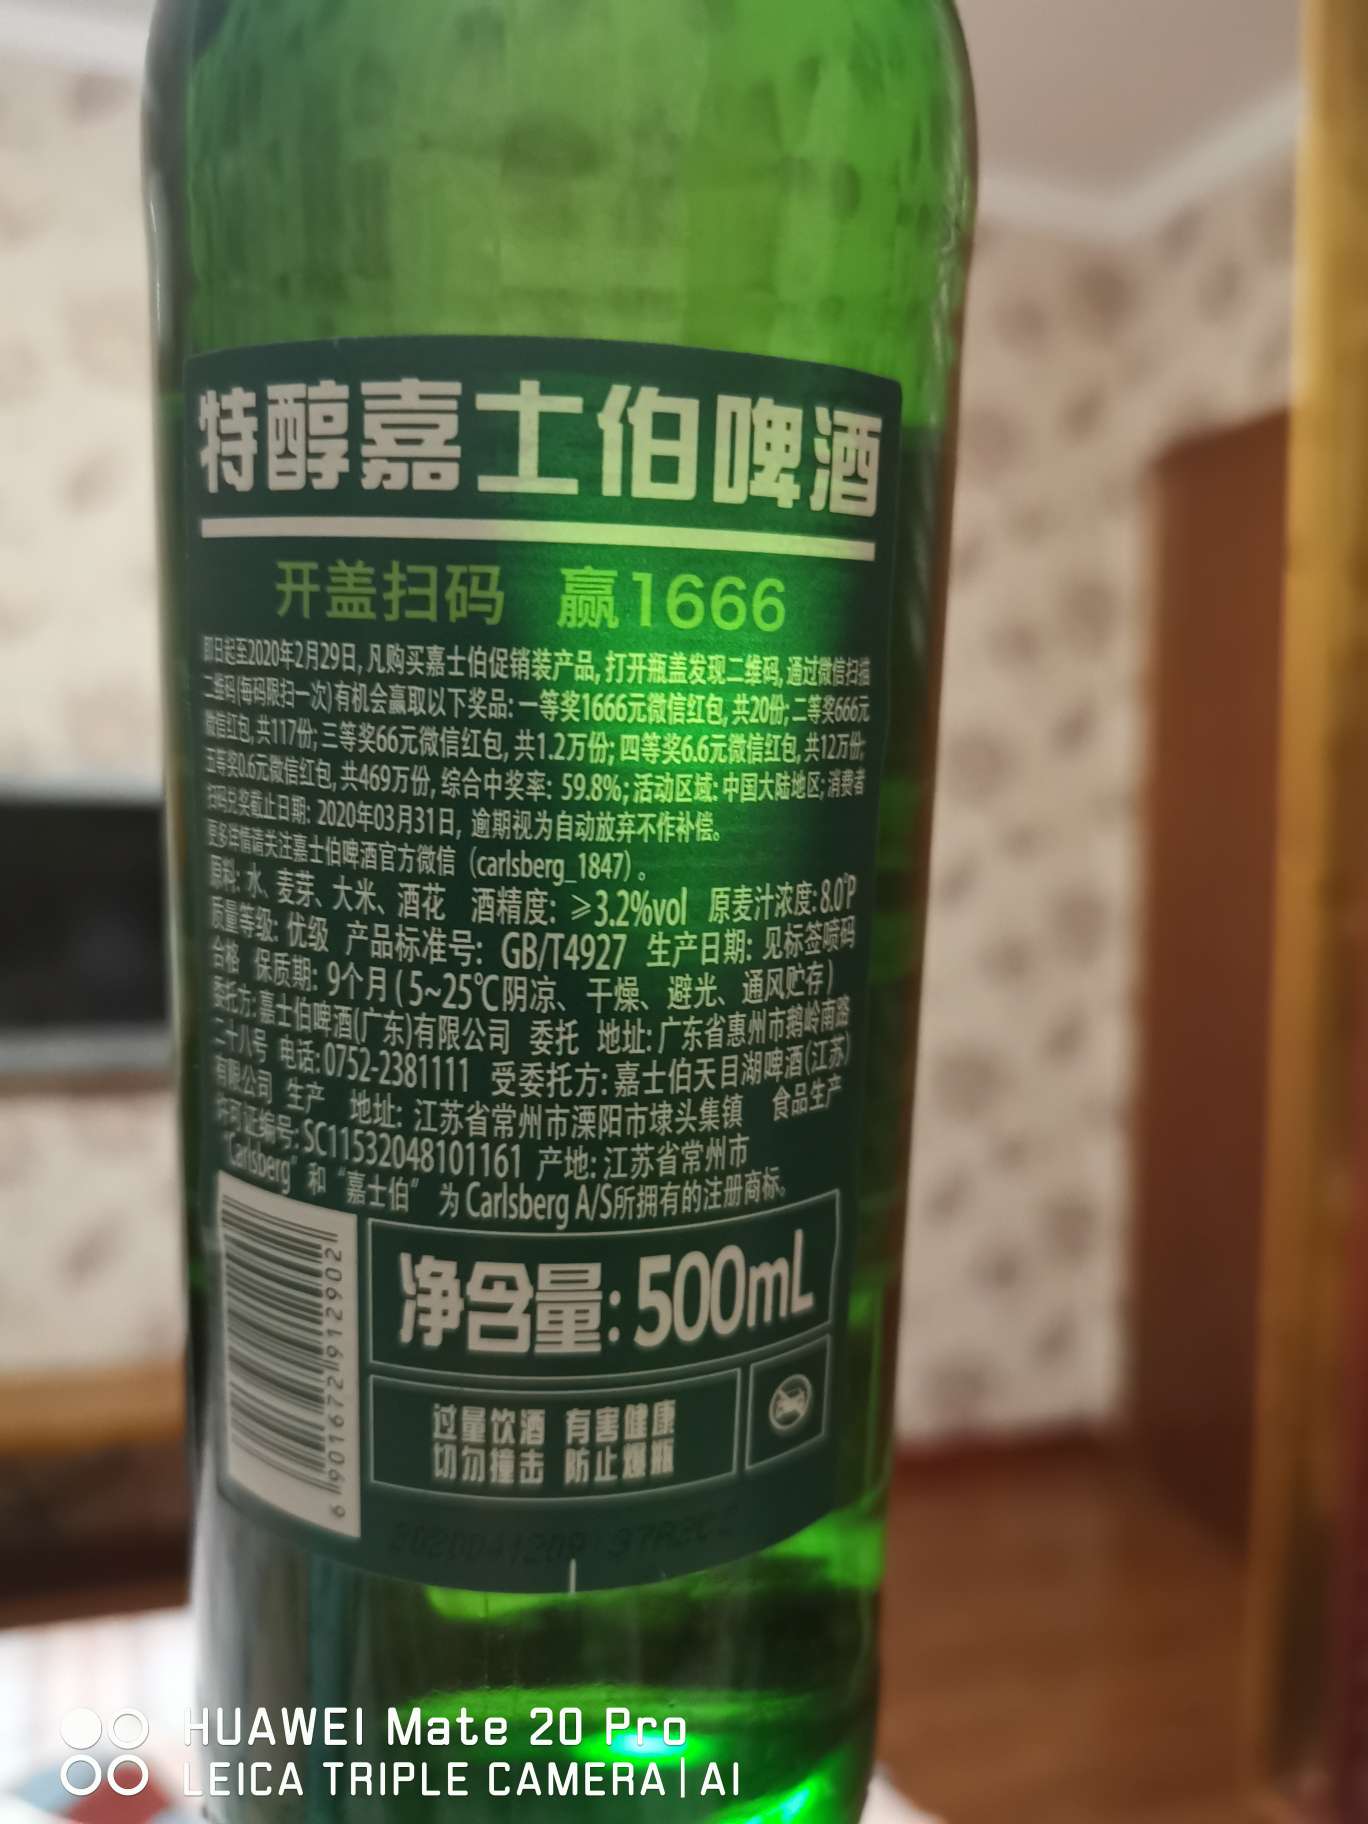 特醇嘉士伯啤酒
开盖扫码 赢1666
即日起至2020年2月29日, 凡购买嘉士伯促销装产品, 打开瓶盖发现二维码, 通过微信扫描
二维码(每码限扫一次)有机会赢取以下奖品: 一等奖1666元微信红包, 共20份; 二等奖666元
微信红包, 共117份; 三等奖66元微信红包, 共1.2万份; 四等奖6.6元微信红包, 共12万份;
五等奖0.6元微信红包, 共469万份, 综合中奖率: 59.8%; 活动区域: 中国大陆地区; 消费者
扫码兑奖截止日期: 2020年03月31日, 逾期视为自动放弃不作补偿。
更多详情请关注嘉士伯啤酒官方微信 (carlsberg_1847) 。
原料: 水、麦芽、大米、酒花 酒精度: ≥3.2%vol 原麦汁浓度: 8.0°P
质量等级: 优级 产品标准号: GB/T4927 生产日期: 见标签喷码
合格 保质期: 9个月 ( 5~25℃阴凉、干燥、避光、通风贮存)
委托方: 嘉士伯啤酒(广东)有限公司 委托 地址: 广东省惠州市鹅岭南路
二十八号 电话: 0752-2381111 受委托方: 嘉士伯天目湖啤酒(江苏)
有限公司 生产 地址: 江苏省常州市溧阳市埭头集镇 食品生产
许可证编号: SC11532048101161 产地: 江苏省常州市
"Carlsberg" 和 "嘉士伯" 为 Carlsberg A/S所拥有的注册商标。
6 901672 912902
净含量: 500mL
过量饮酒 有害健康
切勿撞击 防止爆瓶
HUAWEI Mate 20 Pro
LEICA TRIPLE CAMERA | AI